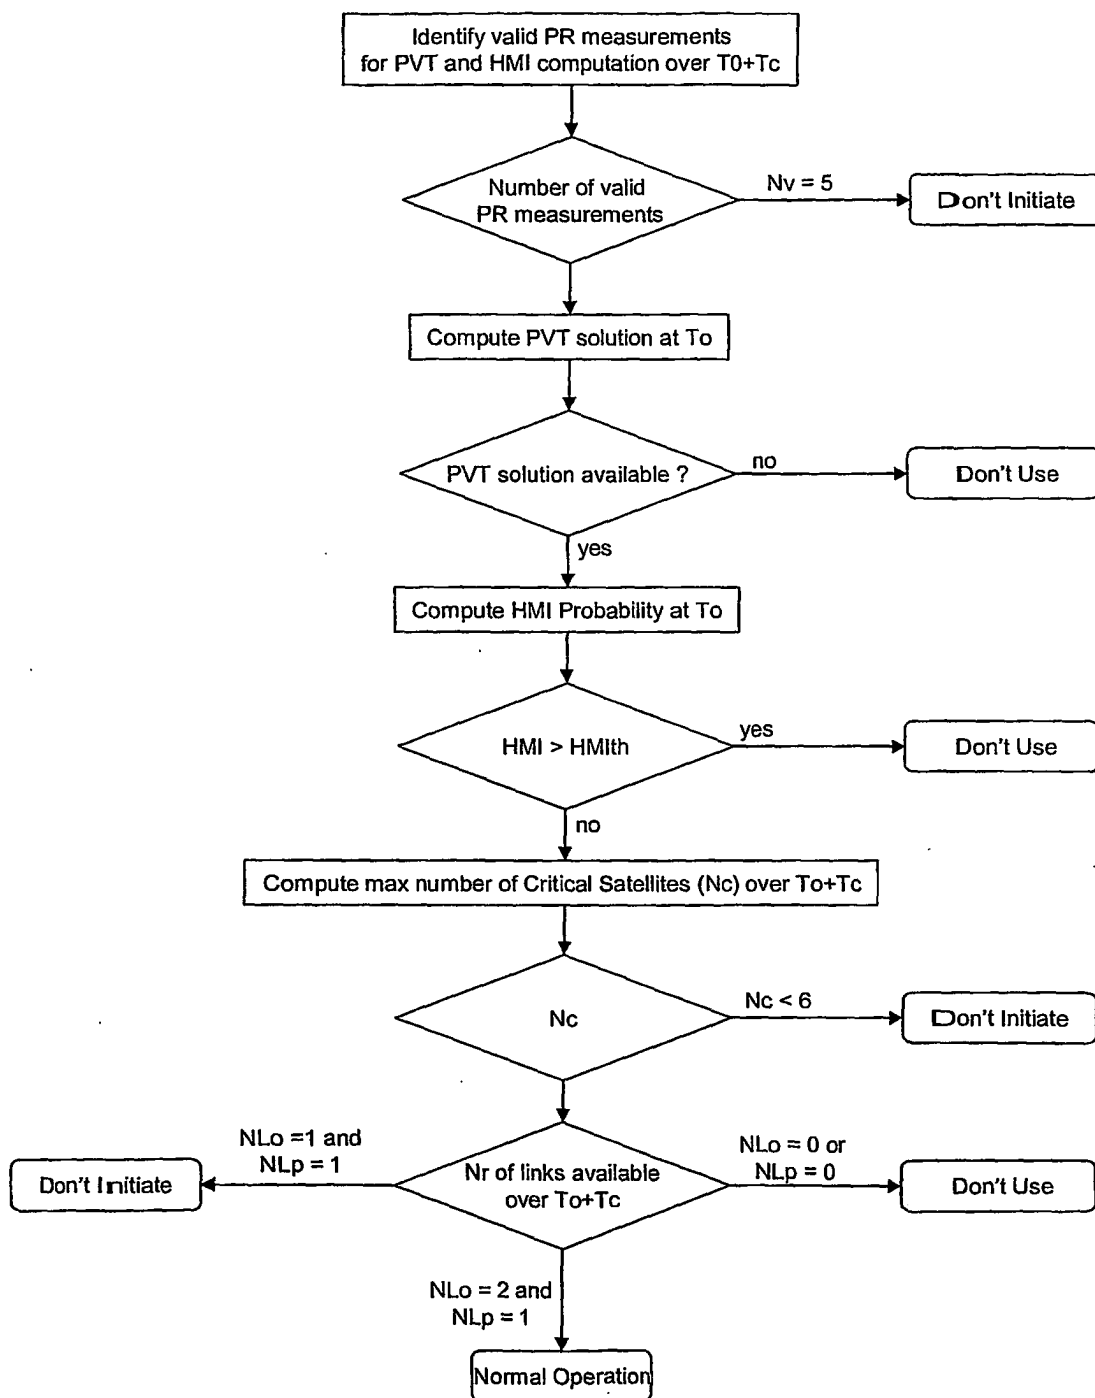 Identify valid PR measurements
for PVT and HMI computation over T0+Tc
Number of valid
PR measurements
Nv = 5
Don't Initiate
Compute PVT solution at To
PVT solution available ?
no
Don't Use
yes
Compute HMI Probability at To
HMI > HMIth
yes
Don't Use
no
Compute max number of Critical Satellites (Nc) over To+Tc
Nc
Nc < 6
Don't Initiate
NLo =1 and
NLp = 1
Don't Initiate
Nr of links available
over To+Tc
NLo = 0 or
NLp = 0
Don't Use
NLo = 2 and
NLp = 1
Normal Operation